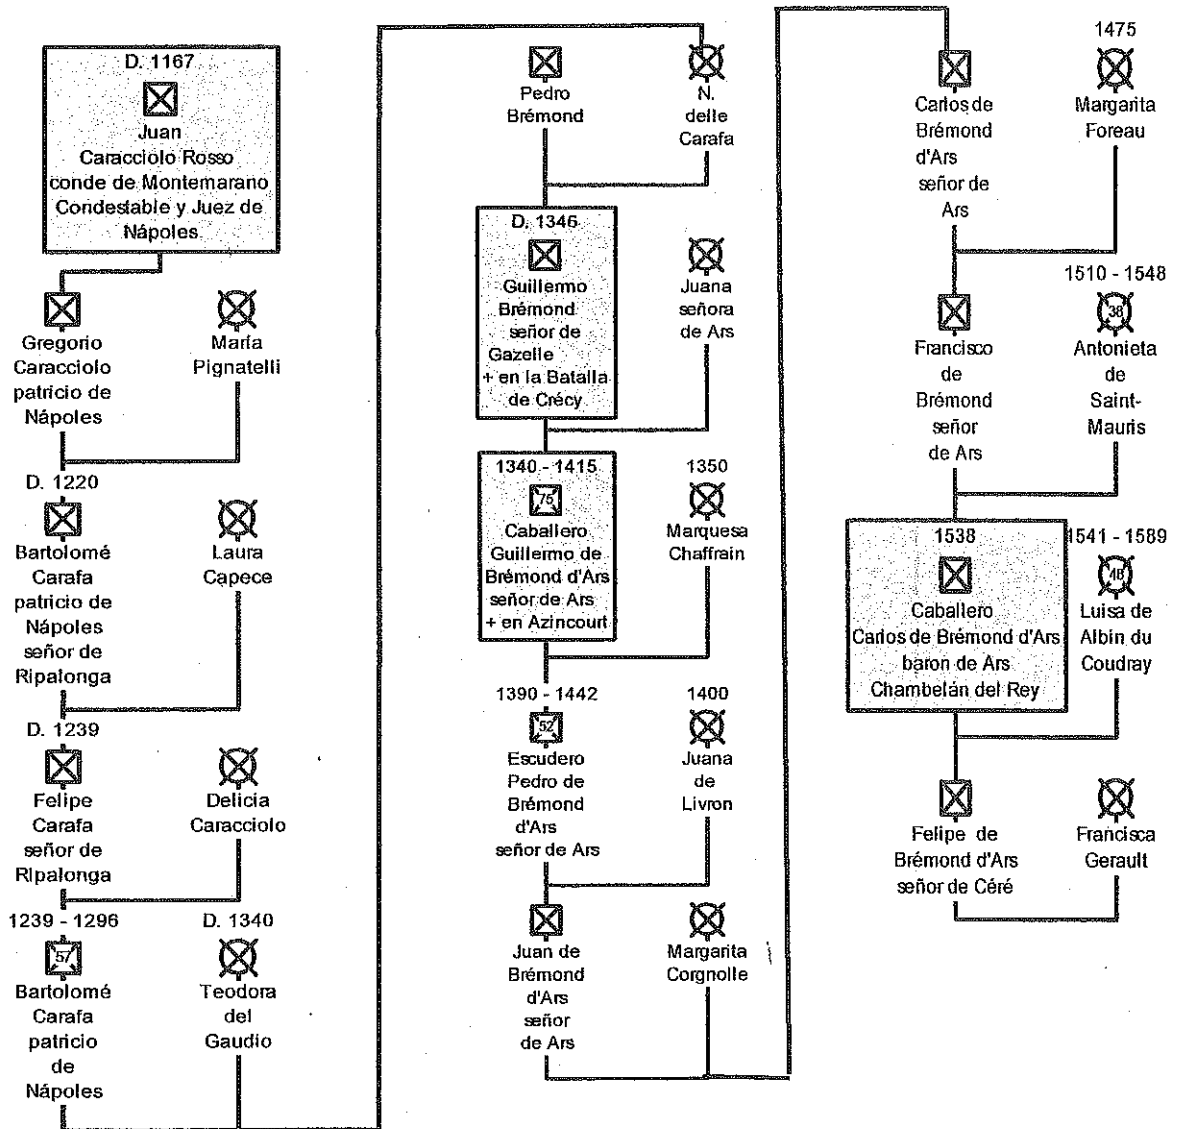 D. 1167
Juan
Caracciolo Rosso
conde de Montemarano
Condestable y Juez de
Nápoles
Gregorio
Caracciolo
patricio de
Nápoles
María
Pignatelli
D. 1220
Bartolomé
Carafa
patricio de
Nápoles
señor de
Ripalonga
Laura
Capece
D. 1239
Felipe
Carafa
señor de
Ripalonga
Delicia
Caracciolo
1239 - 1296
57
Bartolomé
Carafa
patricio
de
Nápoles
D. 1340
Teodora
del
Gaudio
Pedro
Brémond
N.
delle
Carafa
D. 1346
Guillermo
Brémond
señor de
Gazelle
+ en la Batalla
de Crécy
Juana
señora
de Ars
1340 - 1415
75
Caballero
Guillermo de
Brémond d'Ars
señor de Ars
+ en Azincourt
1350
Marquesa
Chaffrain
1390 - 1442
52
Escudero
Pedro de
Brémond
d'Ars
señor de Ars
1400
Juana
de
Livron
Juan de
Brémond
d'Ars
señor
de Ars
Margarita
Corgnolle
Carlos de
Brémond
d'Ars
señor de
Ars
1475
Margarita
Foreau
Francisco
de
Brémond
señor
de Ars
1510 - 1548
38
Antonieta
de
Saint-
Mauris
1538
Caballero
Carlos de Brémond d'Ars
baron de Ars
Chambelán del Rey
1541 - 1589
48
Luisa de
Albin du
Coudray
Felipe de
Brémond d'Ars
señor de Céré
Francisca
Gerault